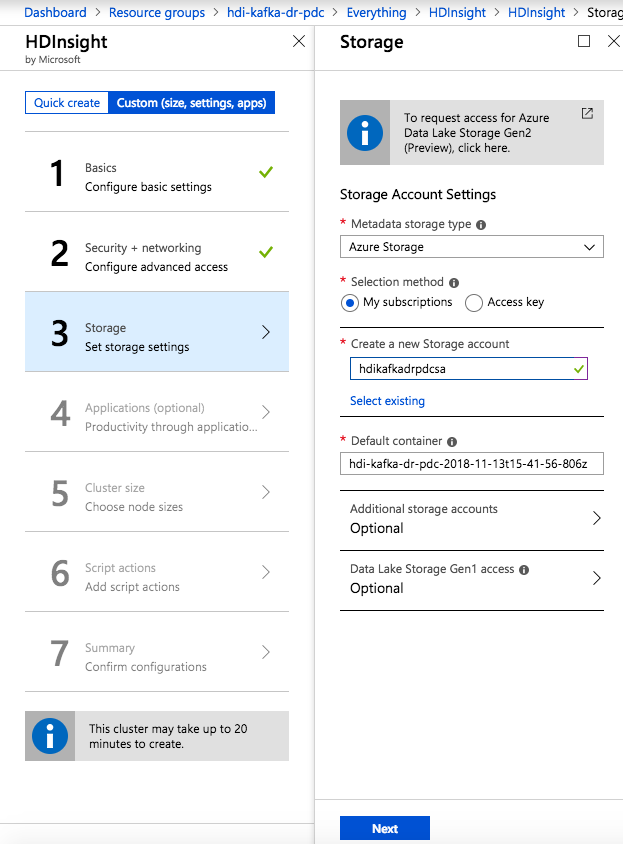 Dashboard > Resource groups > hdi-kafka-dr-pdc > Everything > HDInsight > HDInsight > Storag
HDInsight
by Microsoft
Quick create
Custom (size, settings, apps)
1
Basics
Configure basic settings
2
Security + networking
Configure advanced access
3
Storage
Set storage settings
4
Applications (optional)
Productivity through applicatio...
5
Cluster size
Choose node sizes
6
Script actions
Add script actions
7
Summary
Confirm configurations
This cluster may take up to 20
minutes to create.
Storage
To request access for Azure
Data Lake Storage Gen2
(Preview), click here.
Storage Account Settings
* Metadata storage type
Azure Storage
* Selection method
My subscriptions
Access key
* Create a new Storage account
hdikafkadrpdcsa
Select existing
* Default container
hdi-kafka-dr-pdc-2018-11-13t15-41-56-806z
Additional storage accounts
Optional
Data Lake Storage Gen1 access
Optional
Next